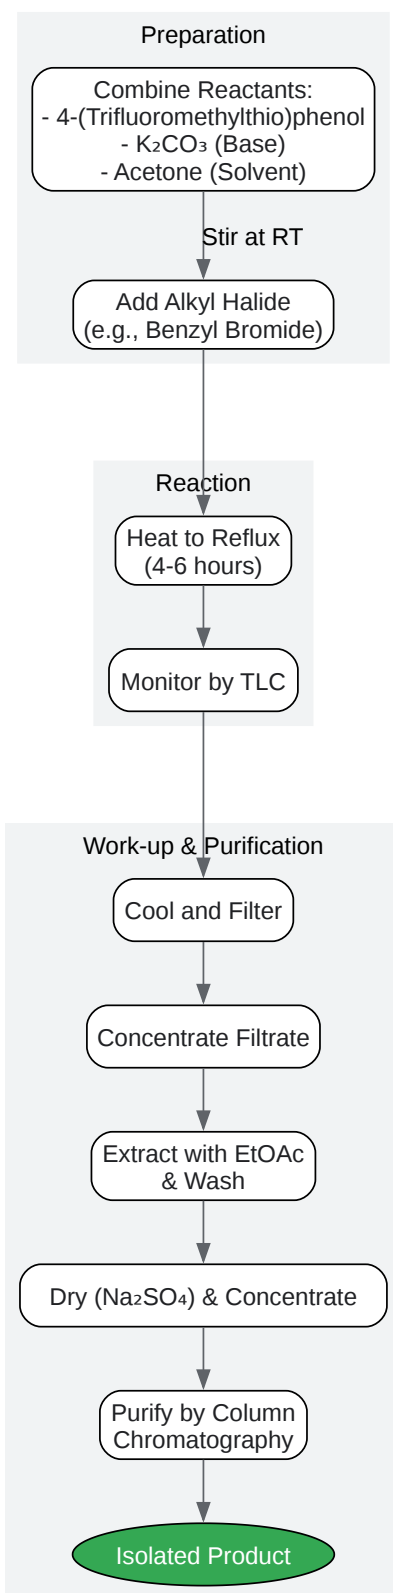 Preparation
Combine Reactants:
- 4-(Trifluoromethylthio)phenol
- K₂CO₃ (Base)
- Acetone (Solvent)
Stir at RT
Add Alkyl Halide
(e.g., Benzyl Bromide)
Reaction
Heat to Reflux
(4-6 hours)
Monitor by TLC
Work-up & Purification
Cool and Filter
Concentrate Filtrate
Extract with EtOAc
& Wash
Dry (Na₂SO₄) & Concentrate
Purify by Column
Chromatography
Isolated Product